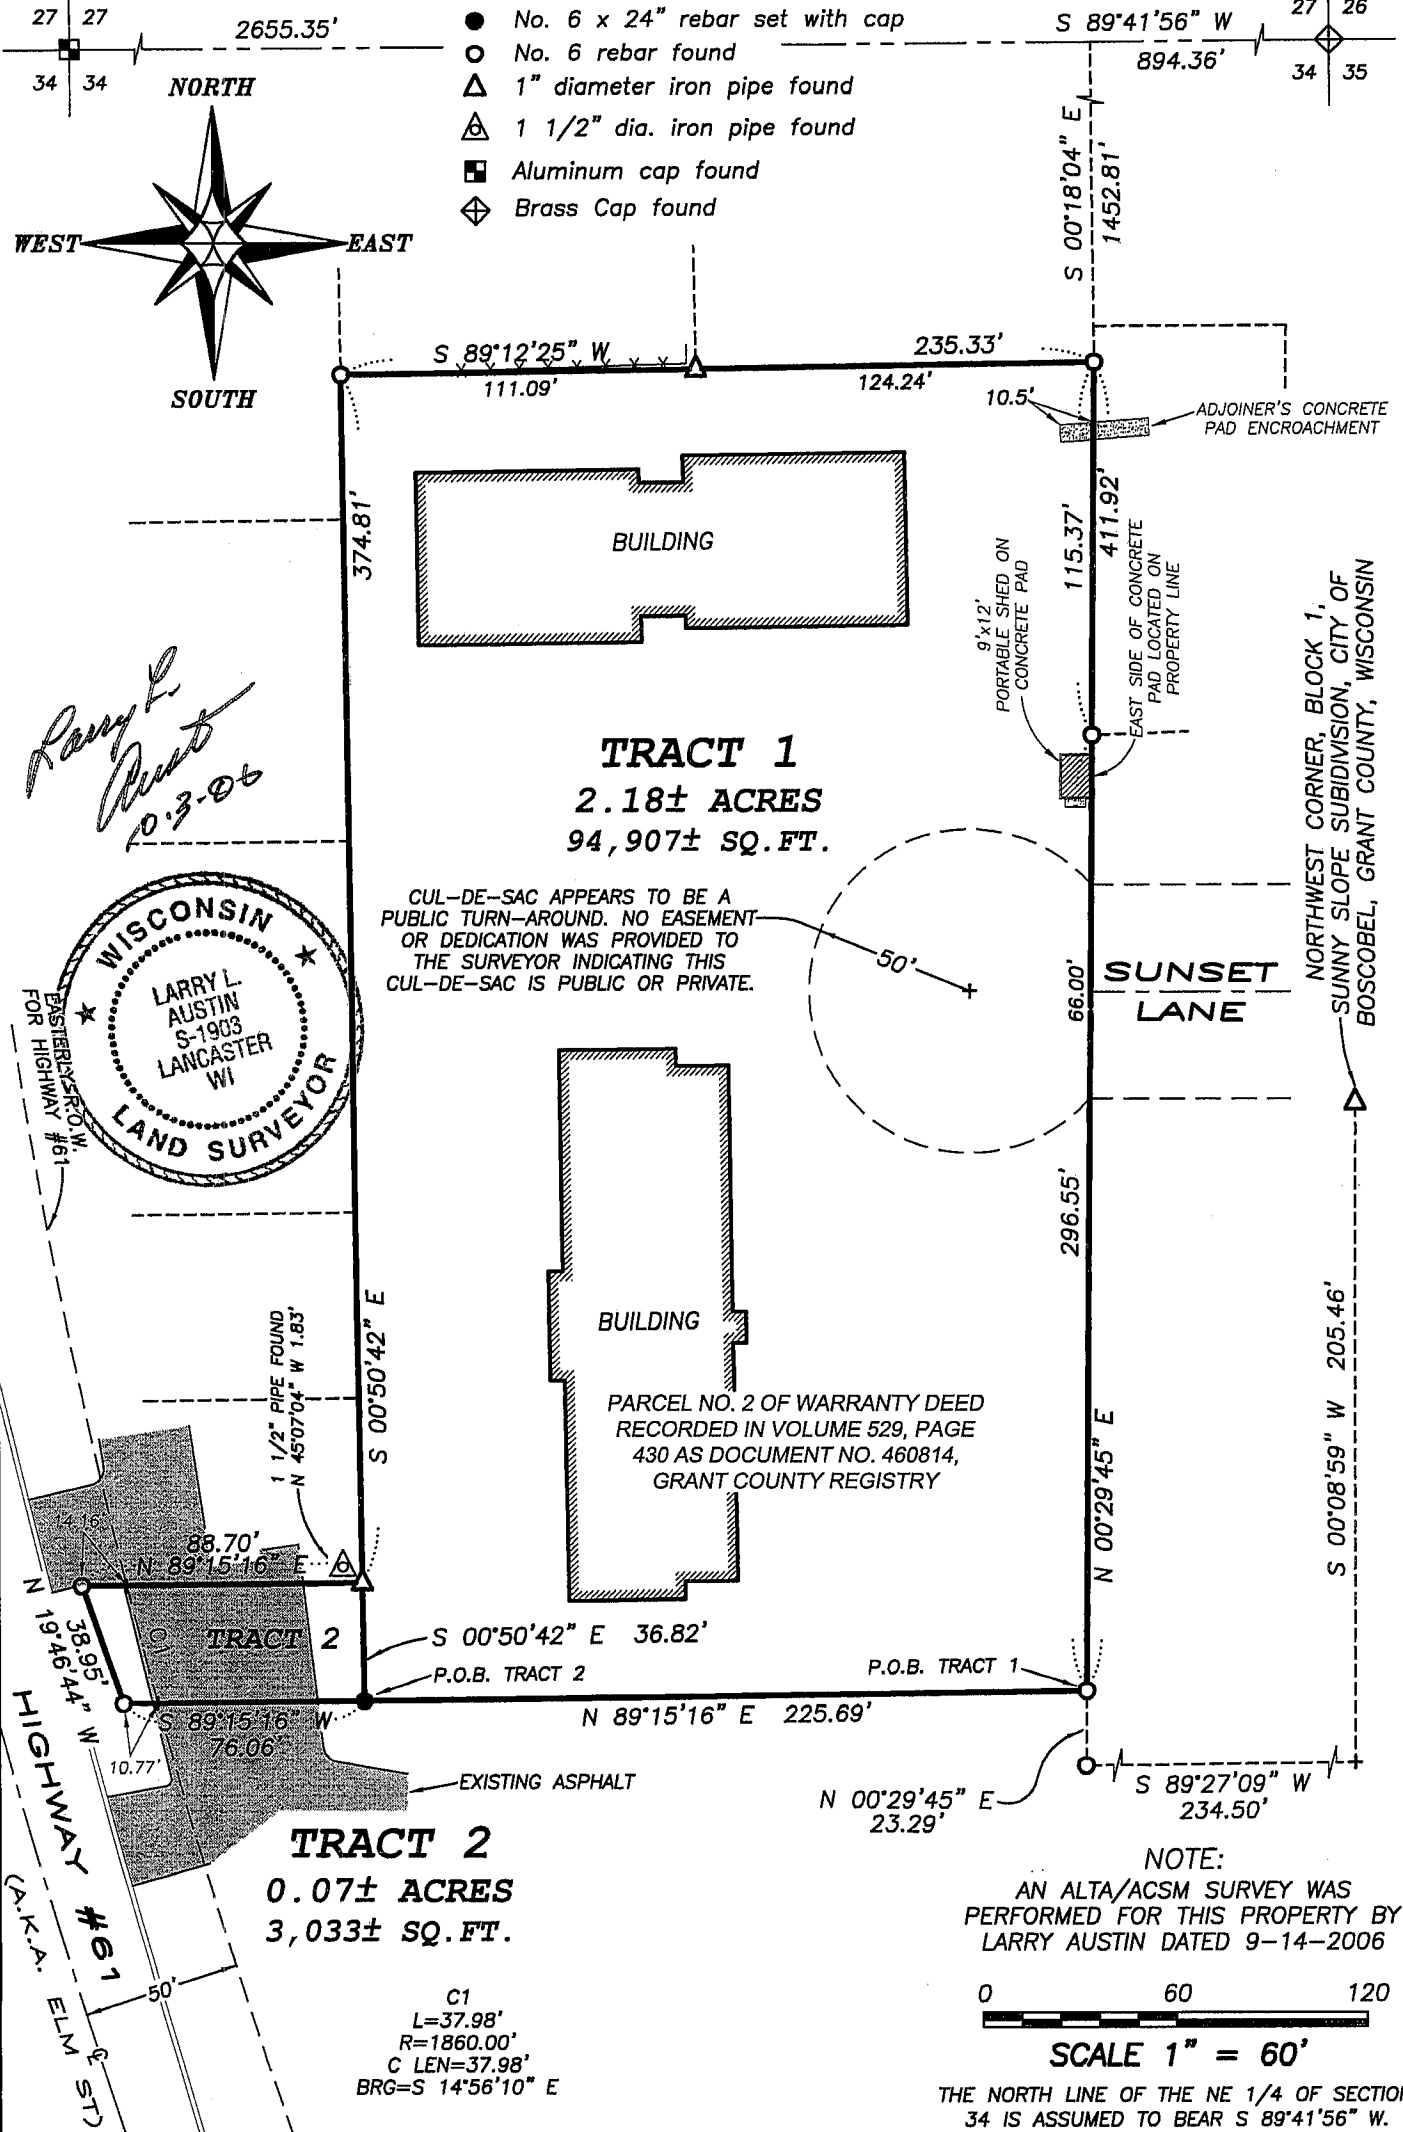 27 27
2655.35'
34 34
No. 6 x 24" rebar set with cap
No. 6 rebar found
1" diameter iron pipe found
1 1/2" dia. iron pipe found
Aluminum cap found
Brass Cap found
S 89°41'56" W
894.36'
27 26
34 35
NORTH
WEST
EAST
SOUTH
S 00°18'04" E
1452.81'
S 89°12'25" W
235.33'
111.09'
124.24'
10.5'
ADJOINER'S CONCRETE
PAD ENCROACHMENT
374.81'
BUILDING
115.37'
411.92'
9'x12'
PORTABLE SHED ON
CONCRETE PAD
EAST SIDE OF CONCRETE
PAD LOCATED ON
PROPERTY LINE
NORTHWEST CORNER, BLOCK 1,
SUNNY SLOPE SUBIDIVISION, CITY OF
BOSCOBEL, GRANT COUNTY, WISCONSIN
Larry L.
Aust
10-3-06
TRACT 1
2.18± ACRES
94,907± SQ.FT.
CUL-DE-SAC APPEARS TO BE A
PUBLIC TURN-AROUND. NO EASEMENT
OR DEDICATION WAS PROVIDED TO
THE SURVEYOR INDICATING THIS
CUL-DE-SAC IS PUBLIC OR PRIVATE.
50'
66.00'
SUNSET
LANE
WISCONSIN
LARRY L.
AUSTIN
S-1903
LANCASTER
WI
LAND SURVEYOR
EASTERLY R.O.W.
FOR HIGHWAY #61
296.55'
BUILDING
1 1/2" PIPE FOUND
N 45°07'04" W 1.83'
S 00°50'42" E
PARCEL NO. 2 OF WARRANTY DEED
RECORDED IN VOLUME 529, PAGE
430 AS DOCUMENT NO. 460814,
GRANT COUNTY REGISTRY
N 00°29'45" E
S 00°08'59" W 205.46'
14.16'
88.70'
N 89°15'16" E
N 19°46'44" W
38.95'
C1
TRACT 2
S 00°50'42" E 36.82'
P.O.B. TRACT 2
P.O.B. TRACT 1
S 89°15'16" W
76.06'
10.77'
N 89°15'16" E 225.69'
EXISTING ASPHALT
N 00°29'45" E
23.29'
S 89°27'09" W
234.50'
HIGHWAY #61
(A.K.A. ELM ST)
50'
TRACT 2
0.07± ACRES
3,033± SQ.FT.
C1
L=37.98'
R=1860.00'
C LEN=37.98'
BRG=S 14°56'10" E
NOTE:
AN ALTA/ACSM SURVEY WAS
PERFORMED FOR THIS PROPERTY BY
LARRY AUSTIN DATED 9-14-2006
0 60 120
SCALE 1" = 60'
THE NORTH LINE OF THE NE 1/4 OF SECTIO
34 IS ASSUMED TO BEAR S 89°41'56" W.